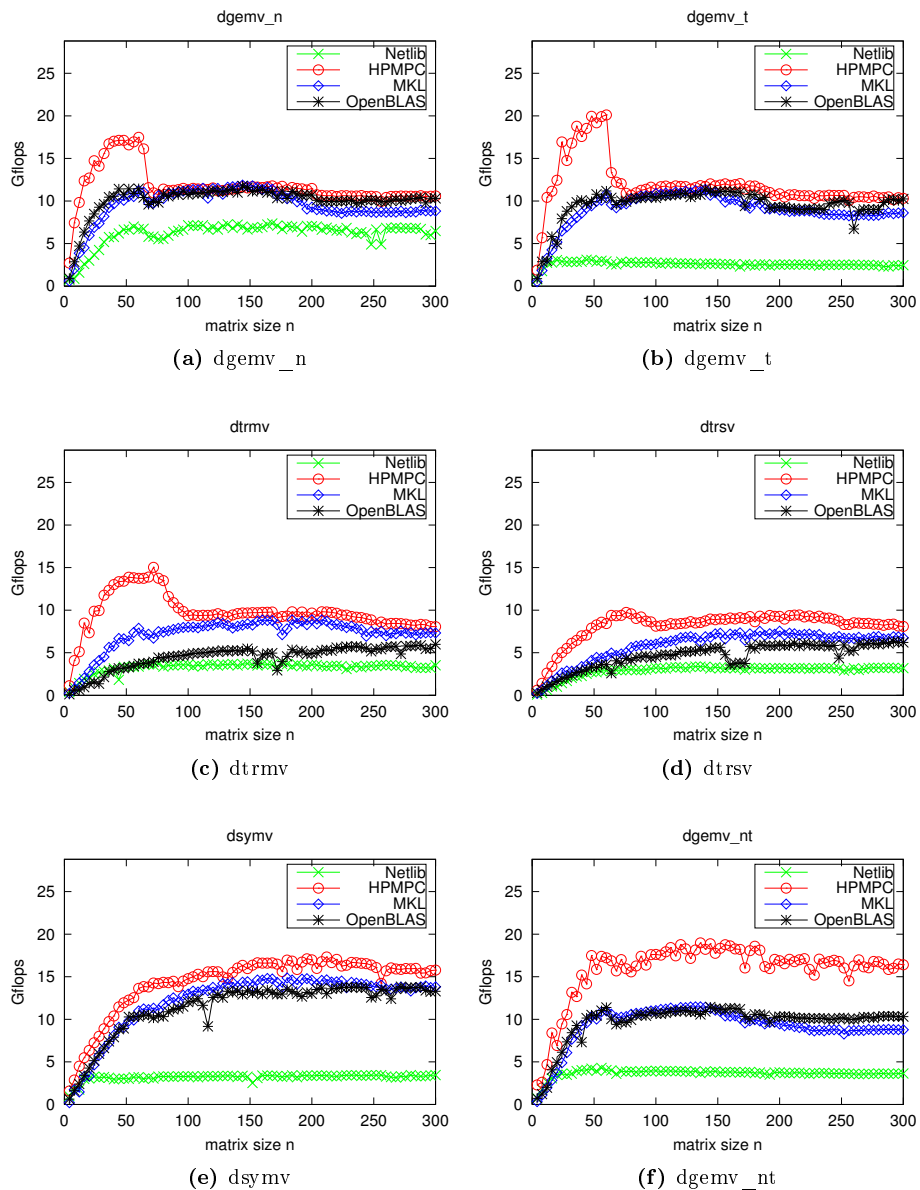 dgemv_n
Netlib
HPMPC
MKL
OpenBLAS
Gflops
0
5
10
15
20
25
0 50 100 150 200 250 300
matrix size n
(a) dgemv_n
dgemv_t
Netlib
HPMPC
MKL
OpenBLAS
Gflops
0
5
10
15
20
25
0 50 100 150 200 250 300
matrix size n
(b) dgemv_t
dtrmv
Netlib
HPMPC
MKL
OpenBLAS
Gflops
0
5
10
15
20
25
0 50 100 150 200 250 300
matrix size n
(c) dtrmv
dtrsv
Netlib
HPMPC
MKL
OpenBLAS
Gflops
0
5
10
15
20
25
0 50 100 150 200 250 300
matrix size n
(d) dtrsv
dsymv
Netlib
HPMPC
MKL
OpenBLAS
Gflops
0
5
10
15
20
25
0 50 100 150 200 250 300
matrix size n
(e) dsymv
dgemv_nt
Netlib
HPMPC
MKL
OpenBLAS
Gflops
0
5
10
15
20
25
0 50 100 150 200 250 300
matrix size n
(f) dgemv_nt